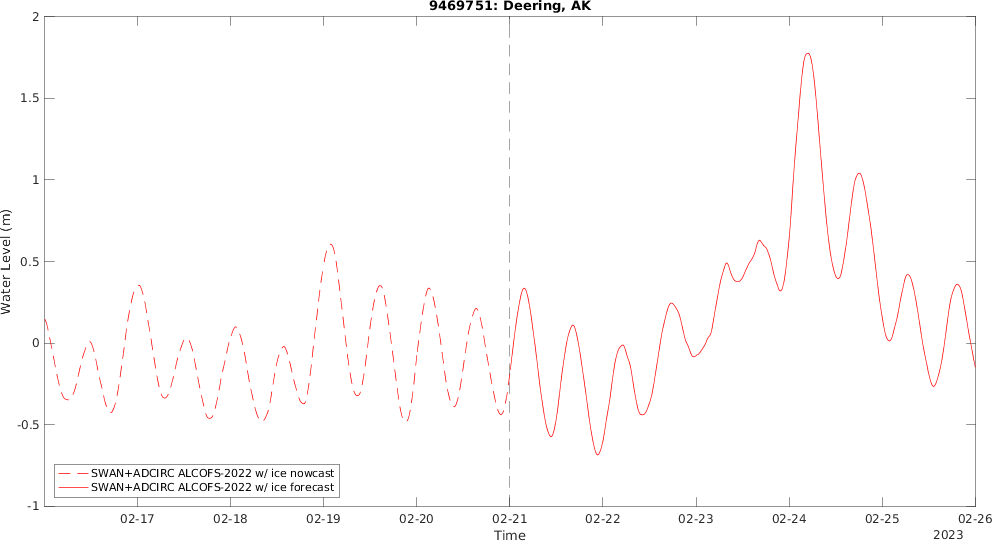 9469751: Deering, AK
2
1.5
1
0.5
0
-0.5
-1
Water Level (m)
SWAN+ADCIRC ALCOFS-2022 w/ ice nowcast
SWAN+ADCIRC ALCOFS-2022 w/ ice forecast
02-17 02-18 02-19 02-20 02-21 02-22 02-23 02-24 02-25 02-26
Time
2023